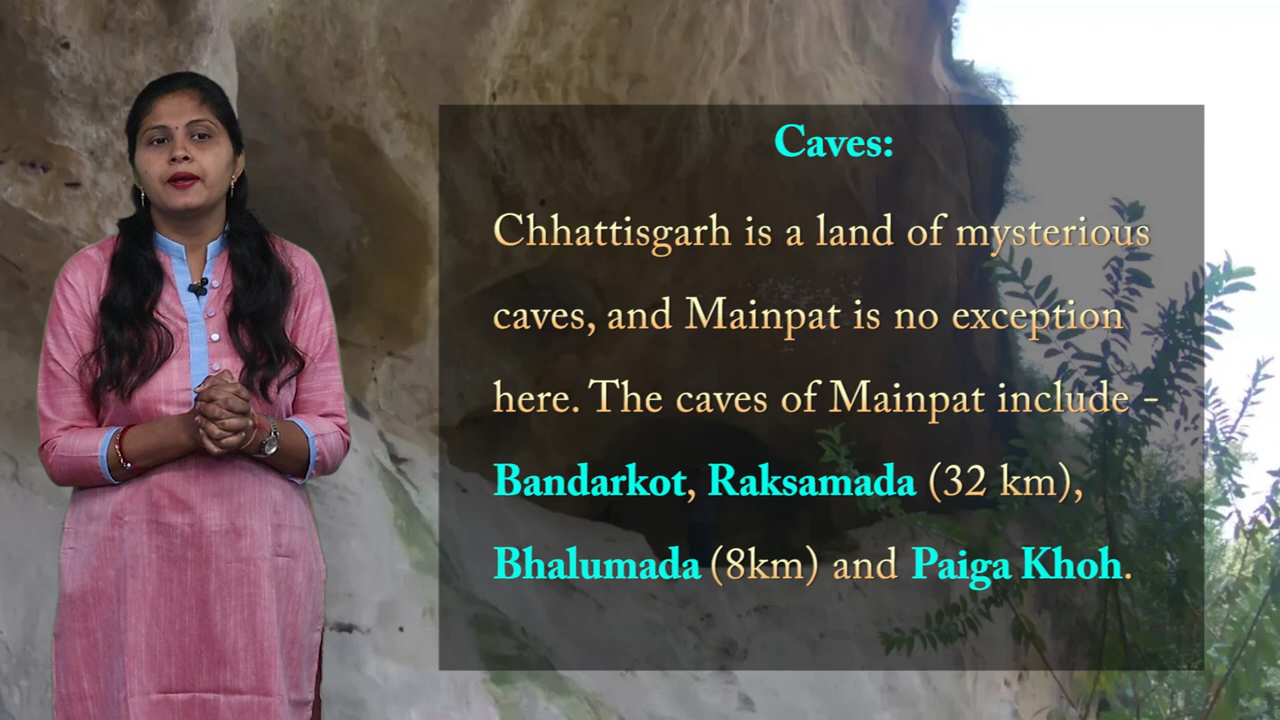 Caves:
Chhattisgarh is a land of mysterious
caves, and Mainpat is no exception
here. The caves of Mainpat include -
Bandarkot, Raksamada (32 km),
Bhalumada (8km) and Paiga Khoh.